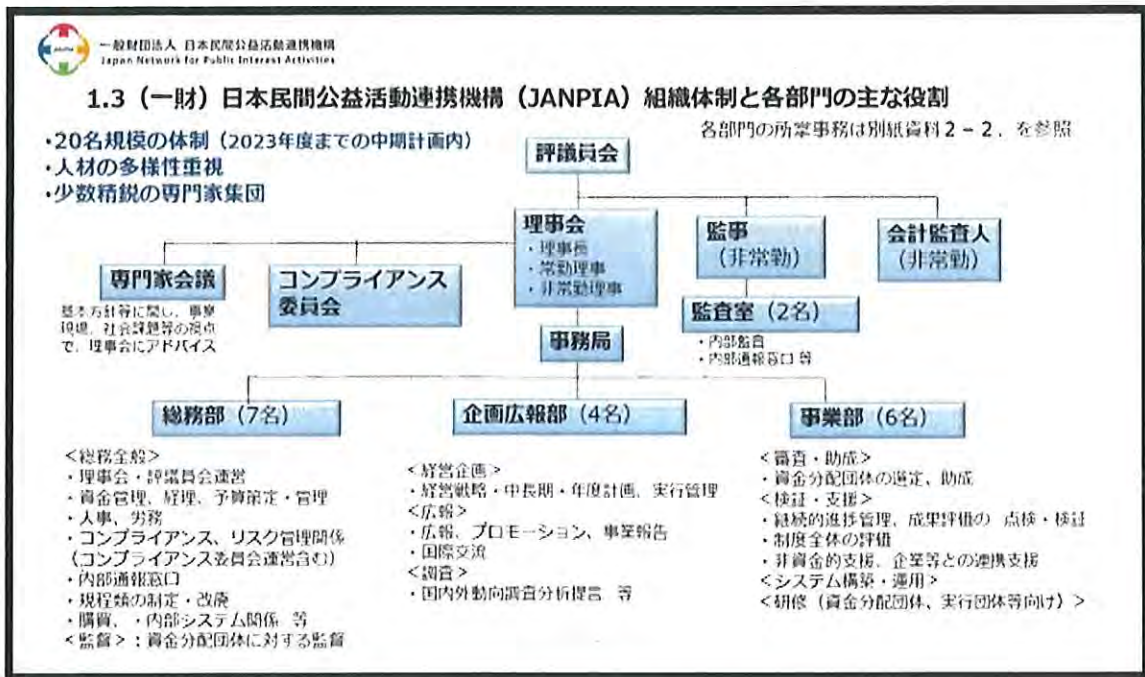 一般財団法人 日本民間公益活動連携機構
Japan Network for Public Interest Activities
1.3（一財）日本民間公益活動連携機構（JANPIA）組織体制と各部門の主な役割
・20名規模の体制（2023年度までの中期計画内）
・人材の多様性重視
・少数精鋭の専門家集団
各部門の所掌事務は別紙資料２－２．を参照
評議員会
理事会
・理事長
・常勤理事
・非常勤理事
監事
（非常勤）
会計監査人
（非常勤）
専門家会議
基本方針等に関し、事業
現場、社会課題等の視点
で、理事会にアドバイス
コンプライアンス
委員会
監査室（2名）
・内部監査
・内部通報窓口 等
事務局
総務部（7名）
＜総務全般＞
・理事会・評議員会運営
・資金管理、経理、予算策定・管理
・人事、労務
・コンプライアンス、リスク管理関係
（コンプライアンス委員会運営含む）
・内部通報窓口
・規程類の制定・改廃
・購買、・内部システム関係 等
＜監督＞：資金分配団体に対する監督
企画広報部（4名）
＜経営企画＞
・経営戦略・中長期・年度計画、実行管理
＜広報＞
・広報、プロモーション、事業報告
・国際交流
＜調査＞
・国内外動向調査分析提言 等
事業部（6名）
＜審査・助成＞
・資金分配団体の選定、助成
＜検証・支援＞
・継続的進捗管理、成果評価の 点検・検証
・制度全体の評価
・非資金的支援、企業等との連携支援
＜システム構築・運用＞
＜研修（資金分配団体、実行団体等向け）＞